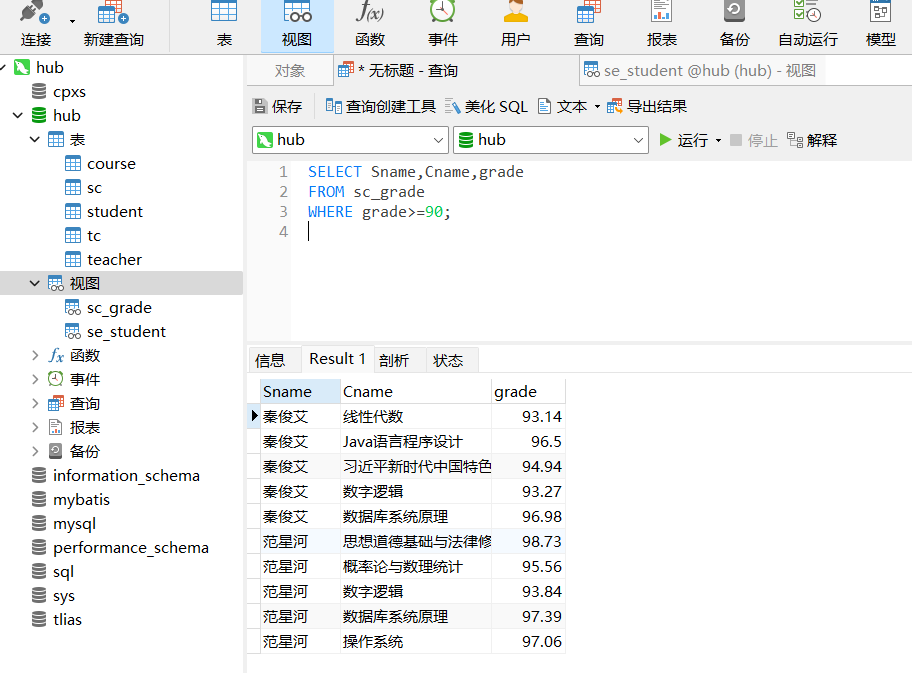 连接 新建查询 表 视图 函数 事件 用户 查询 报表 备份 自动运行 模型
hub
cpxs
hub
表
course
sc
student
tc
teacher
视图
sc_grade
se_student
函数
事件
查询
报表
备份
information_schema
mybatis
mysql
performance_schema
sql
sys
tlias
对象 * 无标题 - 查询 se_student @hub (hub) - 视图
保存 查询创建工具 美化 SQL 文本 导出结果
hub hub 运行 停止 解释
1 SELECT Sname,Cname,grade
2 FROM sc_grade
3 WHERE grade>=90;
4
信息 Result 1 剖析 状态
Sname Cname grade
秦俊艾 线性代数 93.14
秦俊艾 Java语言程序设计 96.5
秦俊艾 习近平新时代中国特色 94.94
秦俊艾 数字逻辑 93.27
秦俊艾 数据库系统原理 96.98
范星河 思想道德基础与法律修 98.73
范星河 概率论与数理统计 95.56
范星河 数字逻辑 93.84
范星河 数据库系统原理 97.39
范星河 操作系统 97.06